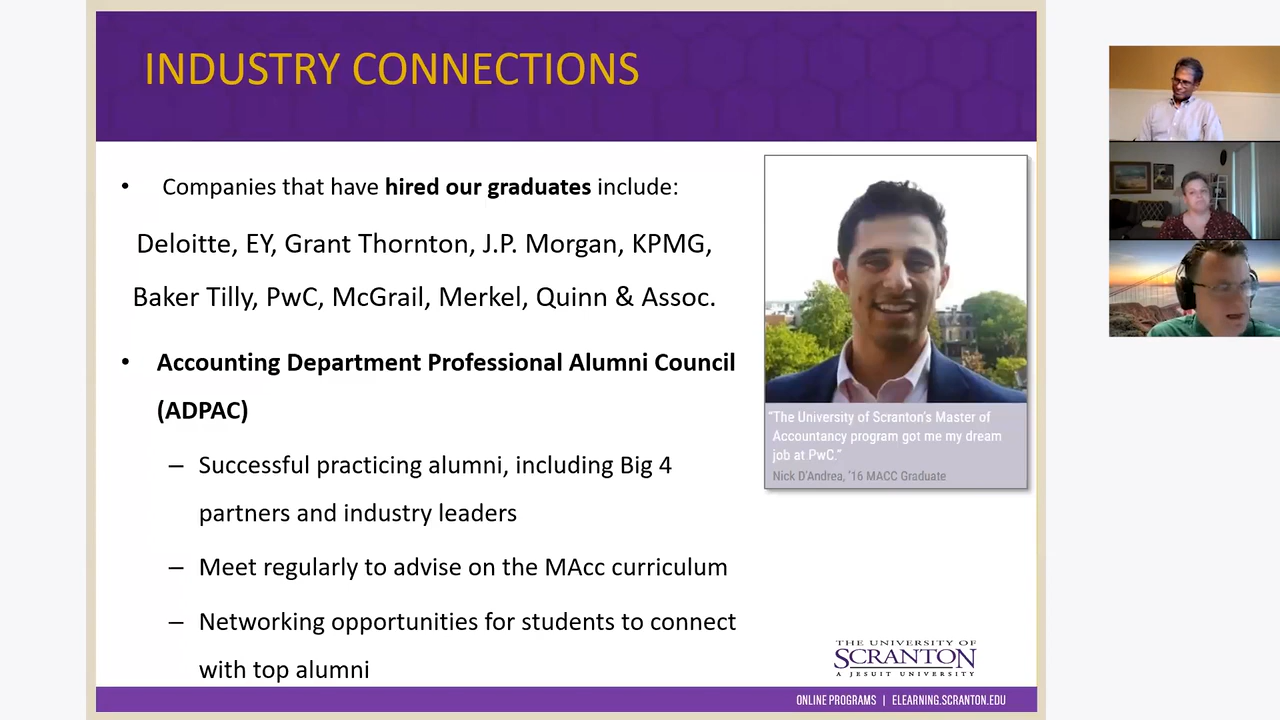 INDUSTRY CONNECTIONS
• Companies that have hired our graduates include:
Deloitte, EY, Grant Thornton, J.P. Morgan, KPMG,
Baker Tilly, PwC, McGrail, Merkel, Quinn & Assoc.
• Accounting Department Professional Alumni Council
(ADPAC)
– Successful practicing alumni, including Big 4
partners and industry leaders
– Meet regularly to advise on the MAcc curriculum
– Networking opportunities for students to connect
with top alumni
“The University of Scranton's Master of
Accountancy program got me my dream
job at PwC.”
Nick D'Andrea, '16 MACC Graduate
THE UNIVERSITY OF
SCRANTON
A JESUIT UNIVERSITY
ONLINE PROGRAMS | ELEARNING.SCRANTON.EDU